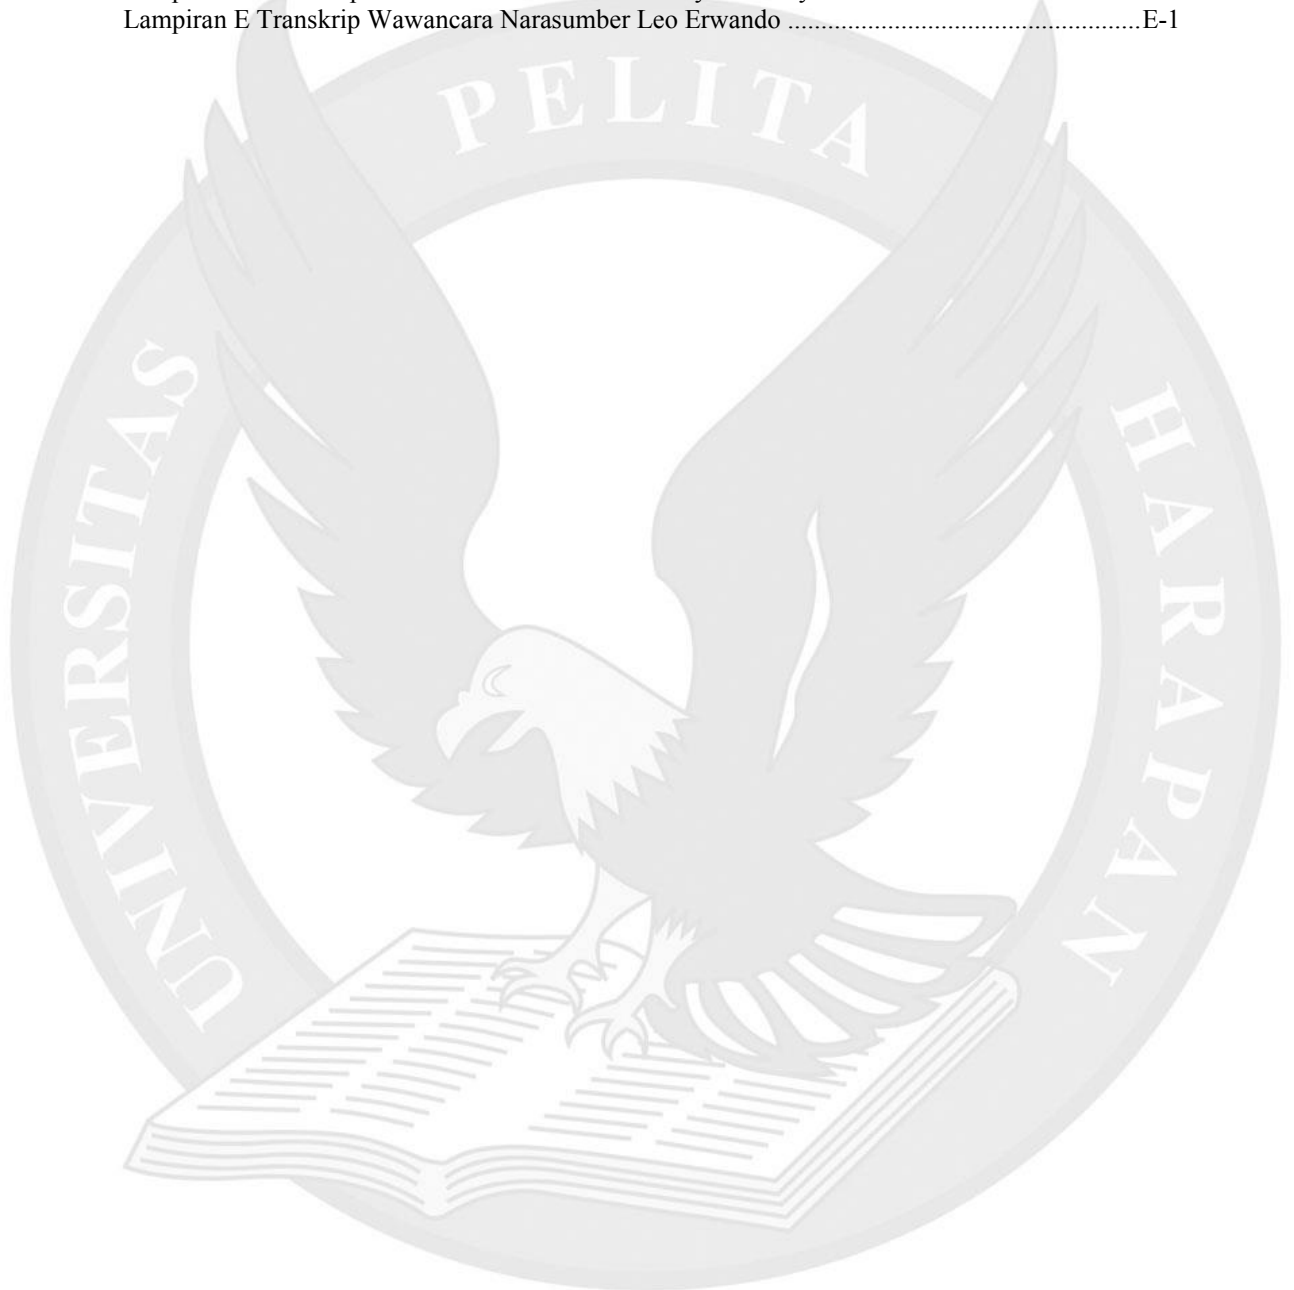 Lampiran E Transkrip Wawancara Narasumber Leo Erwando ......................................................E-1
PELITA
UNIVERSITAS
HARAPAN